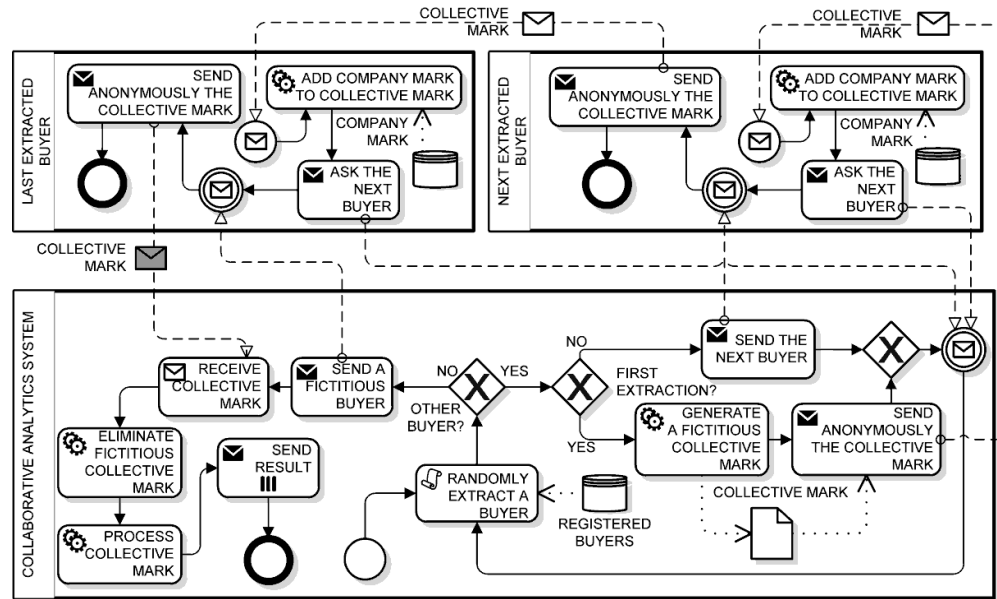 COLLECTIVE
MARK
COLLECTIVE
MARK
LAST EXTRACTED
BUYER
SEND
ANONYMOUSLY THE
COLLECTIVE MARK
ADD COMPANY MARK
TO COLLECTIVE MARK
COMPANY
MARK
ASK THE
NEXT
BUYER
NEXT EXTRACTED
BUYER
SEND
ANONYMOUSLY THE
COLLECTIVE MARK
ADD COMPANY MARK
TO COLLECTIVE MARK
COMPANY
MARK
ASK THE
NEXT
BUYER
COLLECTIVE
MARK
COLLABORATIVE ANALYTICS SYSTEM
RECEIVE
COLLECTIVE
MARK
SEND A
FICTITIOUS
BUYER
NO
YES
OTHER
BUYER?
NO
FIRST
EXTRACTION?
YES
SEND THE
NEXT BUYER
GENERATE
A FICTITIOUS
COLLECTIVE
MARK
SEND
ANONYMOUSLY
THE COLLECTIVE
MARK
ELIMINATE
FICTITIOUS
COLLECTIVE
MARK
SEND
RESULT
RANDOMLY
EXTRACT A
BUYER
REGISTERED
BUYERS
COLLECTIVE MARK
PROCESS
COLLECTIVE
MARK